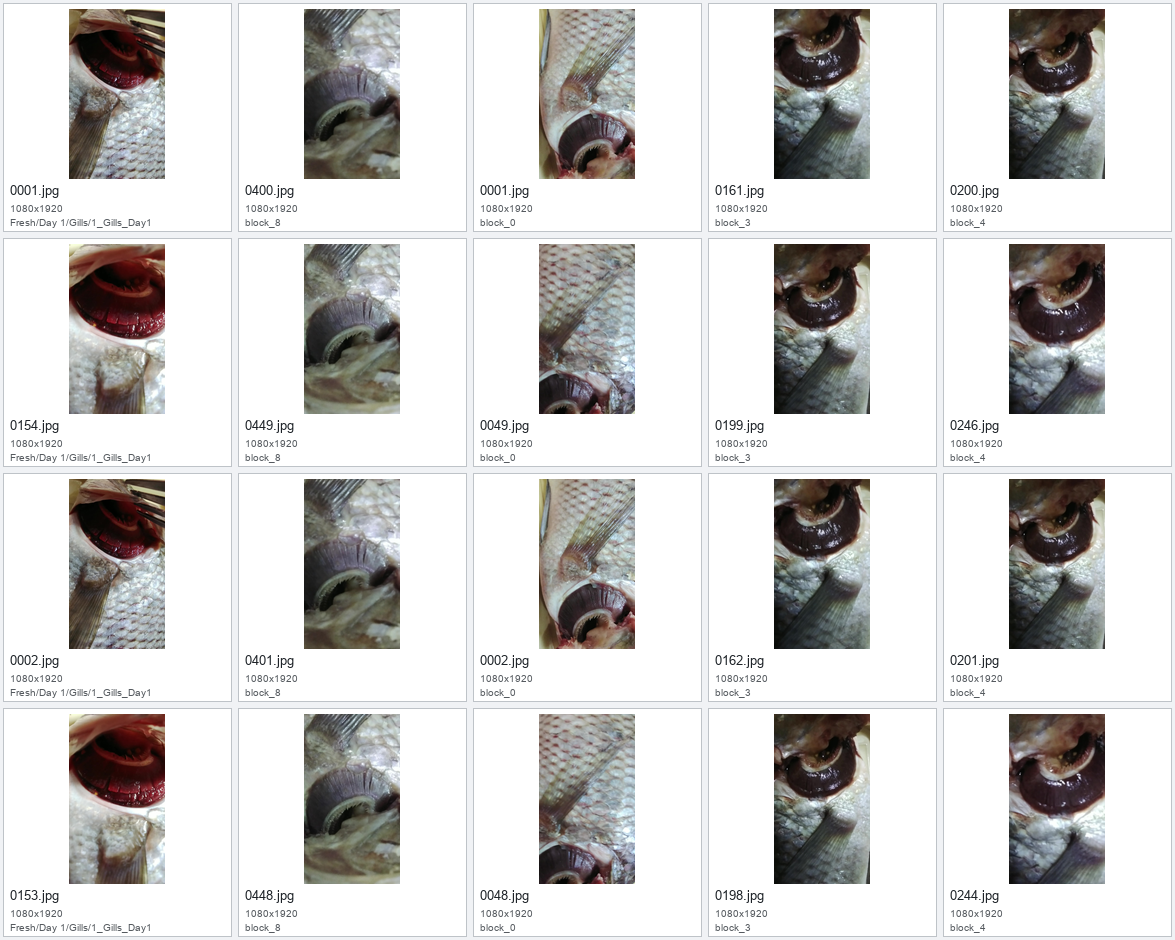 0001.jpg
1080x1920
Fresh/Day 1/Gills/1_Gills_Day1
0400.jpg
1080x1920
block_8
0001.jpg
1080x1920
block_0
0161.jpg
1080x1920
block_3
0200.jpg
1080x1920
block_4
0154.jpg
1080x1920
Fresh/Day 1/Gills/1_Gills_Day1
0449.jpg
1080x1920
block_8
0049.jpg
1080x1920
block_0
0199.jpg
1080x1920
block_3
0246.jpg
1080x1920
block_4
0002.jpg
1080x1920
Fresh/Day 1/Gills/1_Gills_Day1
0401.jpg
1080x1920
block_8
0002.jpg
1080x1920
block_0
0162.jpg
1080x1920
block_3
0201.jpg
1080x1920
block_4
0153.jpg
1080x1920
Fresh/Day 1/Gills/1_Gills_Day1
0448.jpg
1080x1920
block_8
0048.jpg
1080x1920
block_0
0198.jpg
1080x1920
block_3
0244.jpg
1080x1920
block_4